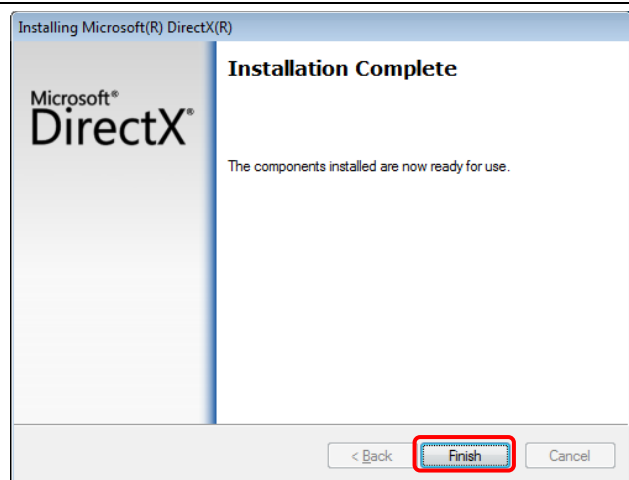 Installing Microsoft(R) DirectX(R)
Installation Complete
Microsoft®
DirectX®
The components installed are now ready for use.
< Back Finish Cancel